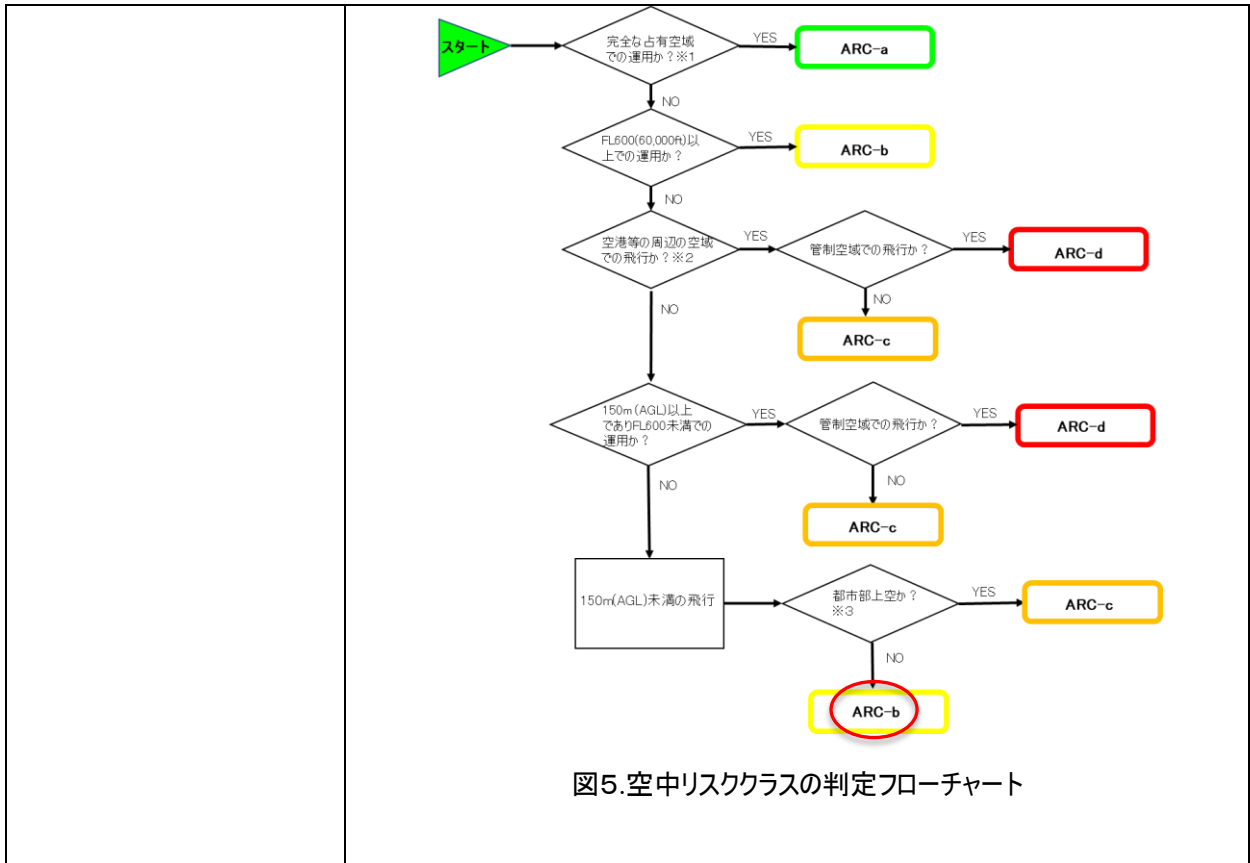 スタート
完全な占有空域
での運用か？※1
YES
ARC-a
NO
FL600(60,000ft)以
上での運用か？
YES
ARC-b
NO
空港等の周辺の空域
での飛行か？※2
YES
管制空域での飛行か？
YES
ARC-d
NO
ARC-c
NO
150m(AGL)以上
でありFL600未満での
運用か？
YES
管制空域での飛行か？
YES
ARC-d
NO
ARC-c
NO
150m(AGL)未満の飛行
都市部上空か？
※3
YES
ARC-c
NO
ARC-b
図5.空中リスククラスの判定フローチャート